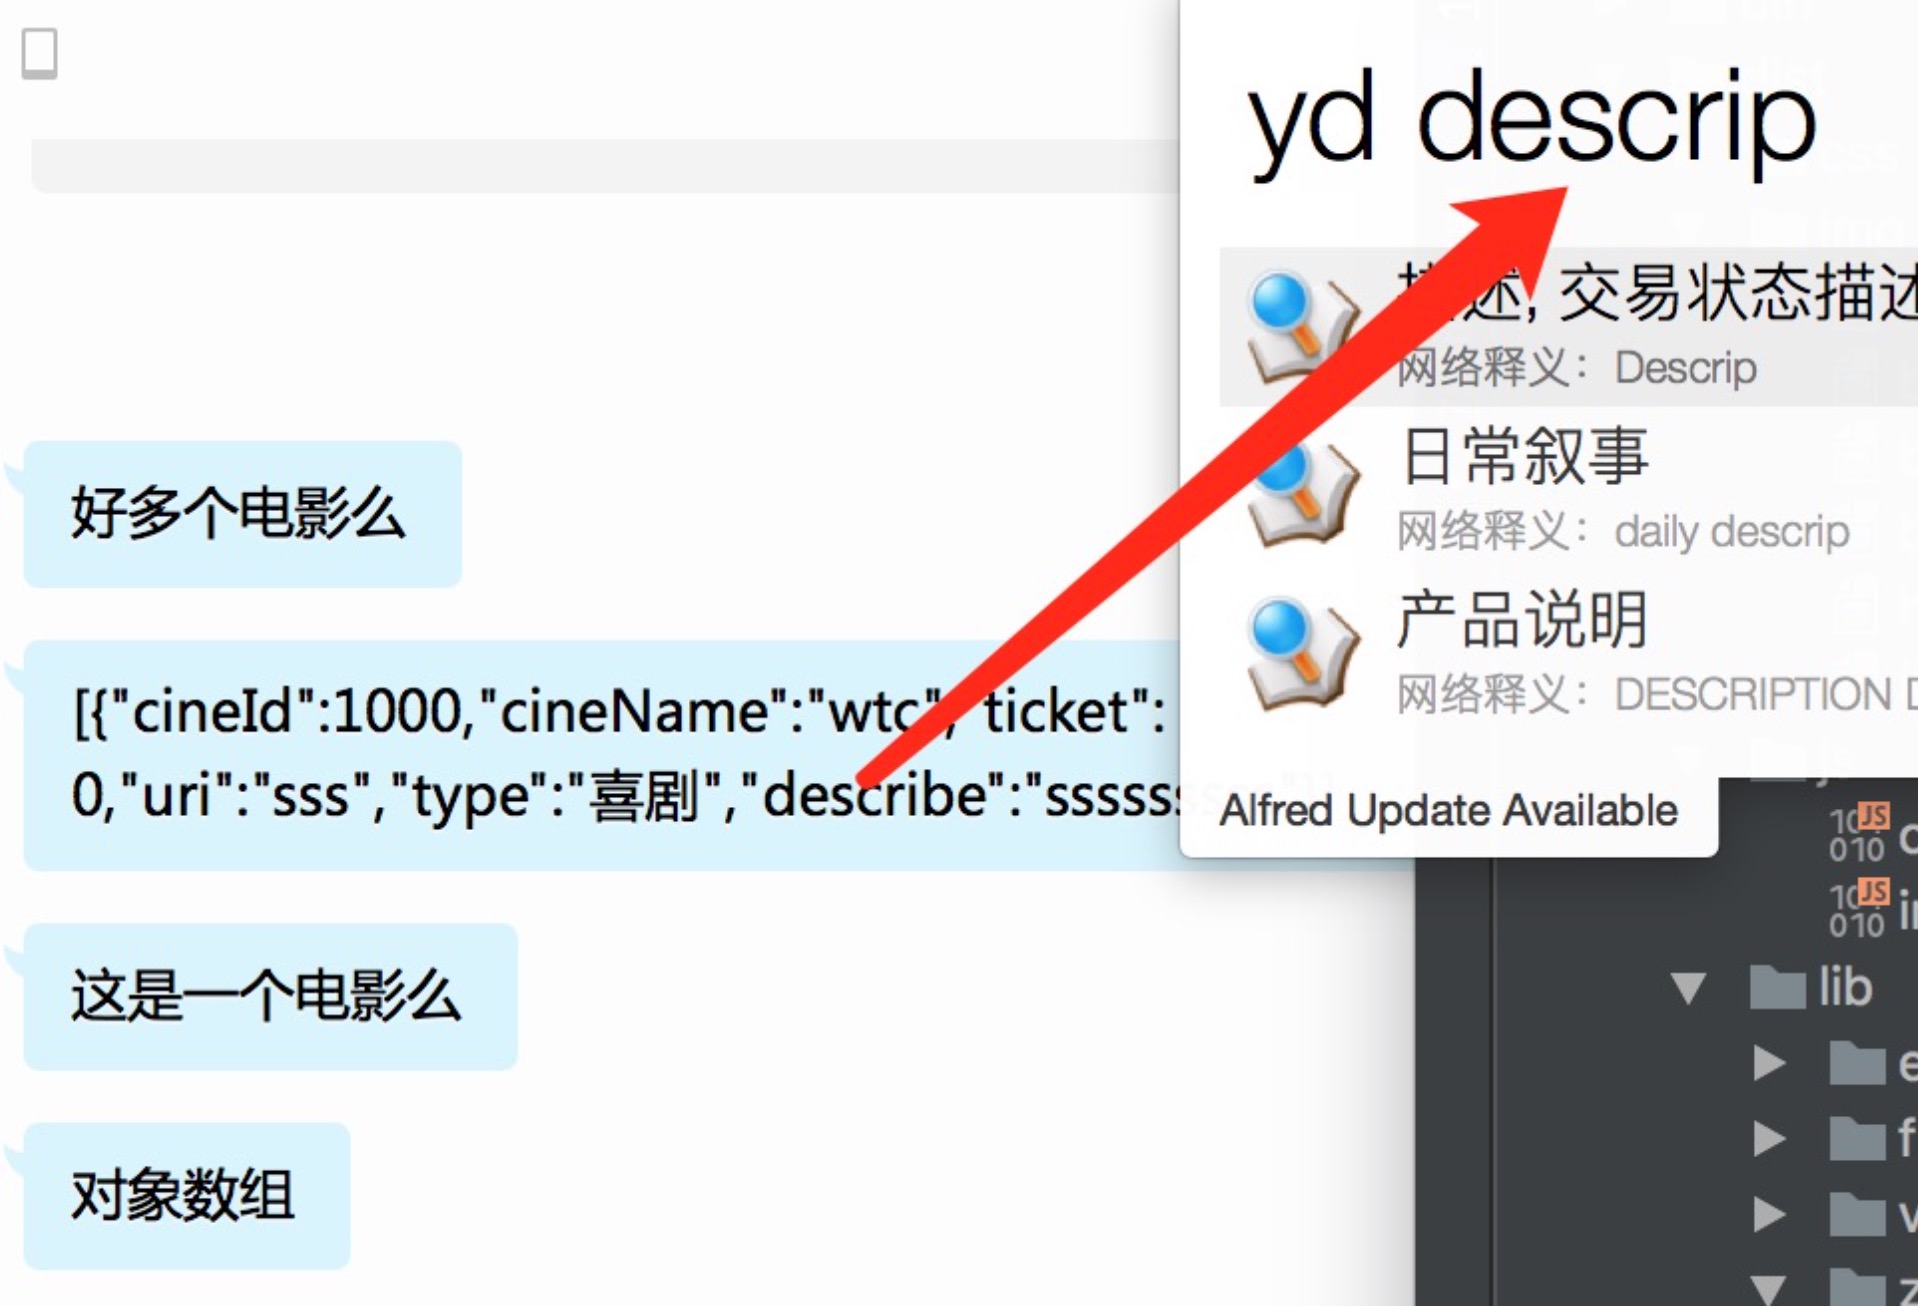 yd descrip
述, 交易状态描述
网络释义：Descrip
日常叙事
网络释义：daily descrip
产品说明
网络释义：DESCRIPTION D
Alfred Update Available
好多个电影么
[{"cineId":1000,"cineName":"wtc", ticket":
0,"uri":"sss","type":"喜剧","describe":"ssssss
这是一个电影么
对象数组
lib